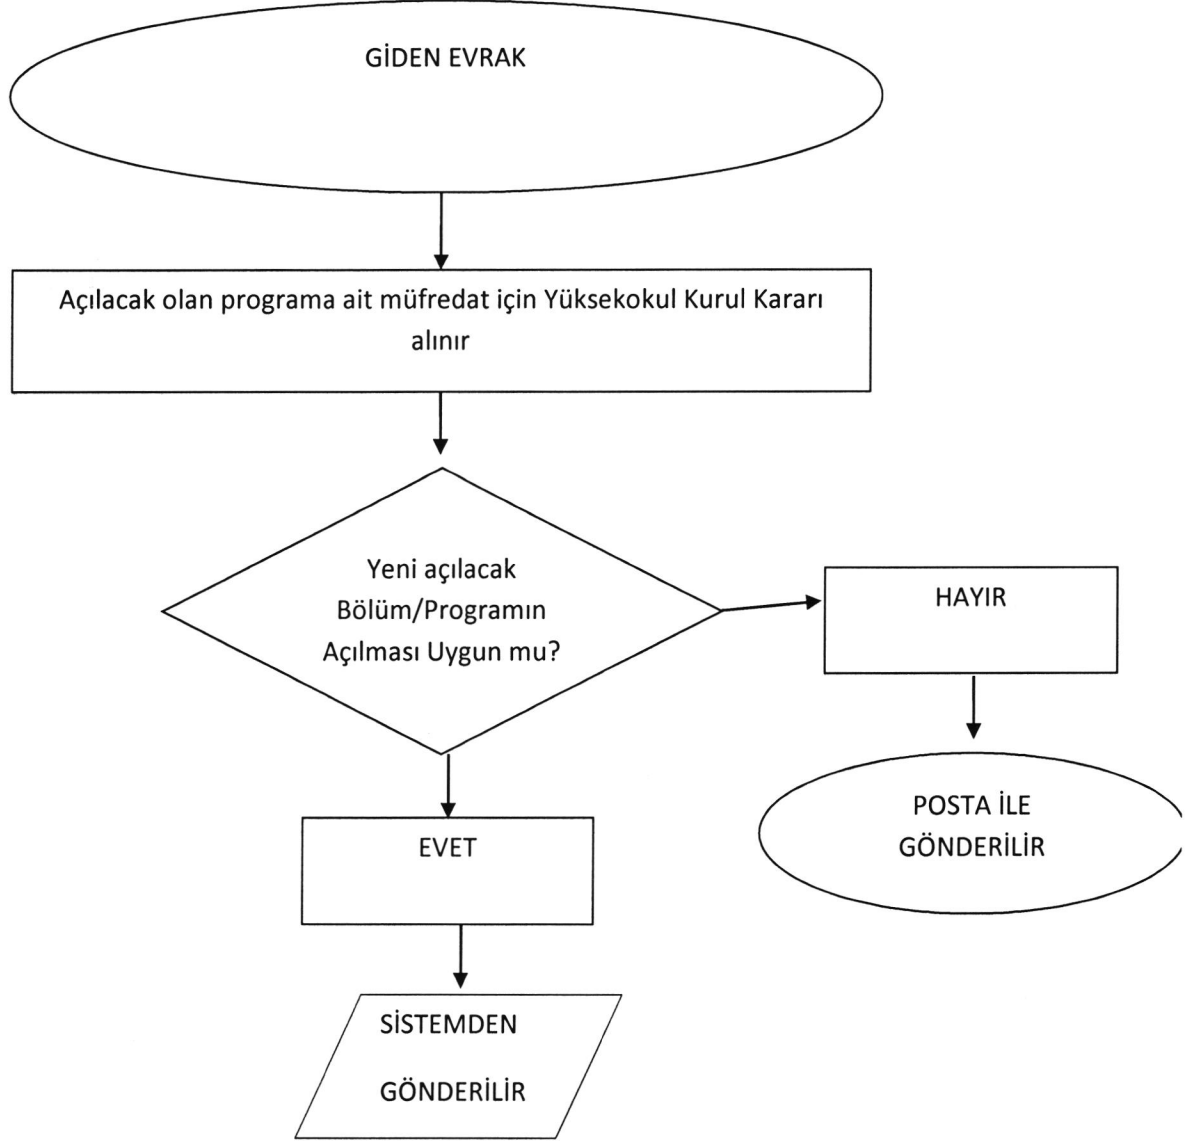 GİDEN EVRAK
Açılacak olan programa ait müfredat için Yüksekokul Kurul Kararı
alınır
Yeni açılacak
Bölüm/Programın
Açılması Uygun mu?
HAYIR
POSTA İLE
GÖNDERİLİR
EVET
SİSTEMDEN
GÖNDERİLİR